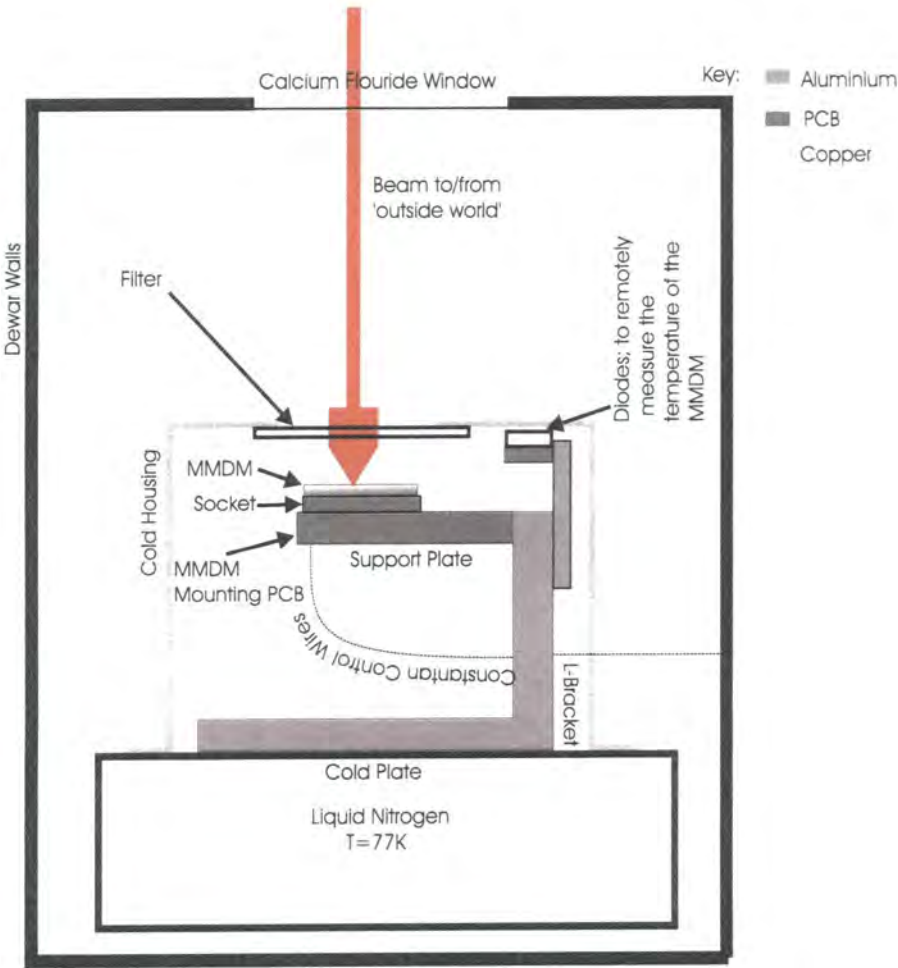 Calcium Flouride Window
Key:
Aluminium
PCB
Copper
Beam to/from
'outside world'
Dewar Walls
Filter
Diodes; to remotely
measure the
temperature of the
MMDM
Cold Housing
MMDM
Socket
MMDM
Mounting PCB
Support Plate
Constantan Control Wires
L-Bracket
Cold Plate
Liquid Nitrogen
T=77K